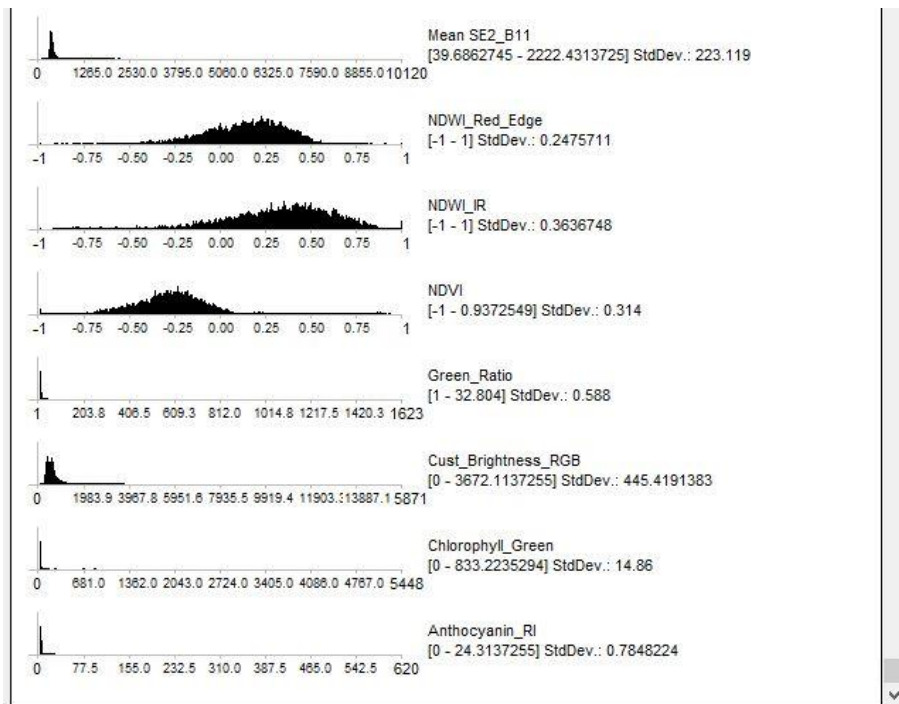 Mean SE2_B11
[39.6862745 - 2222.4313725] StdDev.: 223.119
0 1265.0 2530.0 3795.0 5060.0 6325.0 7590.0 8855.0 10120
NDWI_Red_Edge
[-1 - 1] StdDev.: 0.2475711
-1 -0.75 -0.50 -0.25 0.00 0.25 0.50 0.75 1
NDWI_IR
[-1 - 1] StdDev.: 0.3636748
-1 -0.75 -0.50 -0.25 0.00 0.25 0.50 0.75 1
NDVI
[-1 - 0.9372549] StdDev.: 0.314
-1 -0.75 -0.50 -0.25 0.00 0.25 0.50 0.75 1
Green_Ratio
[1 - 32.804] StdDev.: 0.588
1 203.8 406.5 609.3 812.0 1014.8 1217.5 1420.3 1623
Cust_Brightness_RGB
[0 - 3672.1137255] StdDev.: 445.4191383
0 1983.9 3967.8 5951.6 7935.5 9919.4 11903.3 13887.1 5871
Chlorophyll_Green
[0 - 833.2235294] StdDev.: 14.86
0 681.0 1362.0 2043.0 2724.0 3405.0 4086.0 4767.0 5448
Anthocyanin_RI
[0 - 24.3137255] StdDev.: 0.7848224
0 77.5 155.0 232.5 310.0 387.5 465.0 542.5 620